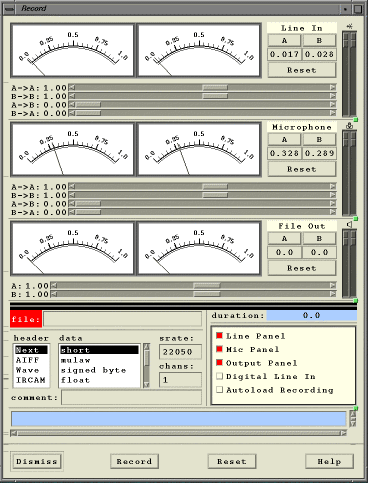 Record
Line In
0.0 0.25 0.5 0.75 1.0 0.0 0.25 0.5 0.75 1.0 A B
0.017 0.028
Reset
A->A: 1.00
B->B: 1.00
A->B: 0.00
B->A: 0.00
Microphone
0.0 0.25 0.5 0.75 1.0 0.0 0.25 0.5 0.75 1.0 A B
0.328 0.289
Reset
A->A: 1.00
B->B: 1.00
A->B: 0.00
B->A: 0.00
File Out
0.0 0.25 0.5 0.75 1.0 0.0 0.25 0.5 0.75 1.0 A B
0.0 0.0
Reset
A: 1.00
B: 1.00
file: duration: 0.0
header data srate:
Next short 22050
AIFF mulaw
Wave signed byte chans:
IRCAM float 1
comment:
Line Panel
Mic Panel
Output Panel
Digital Line In
Autoload Recording
Dismiss Record Reset Help